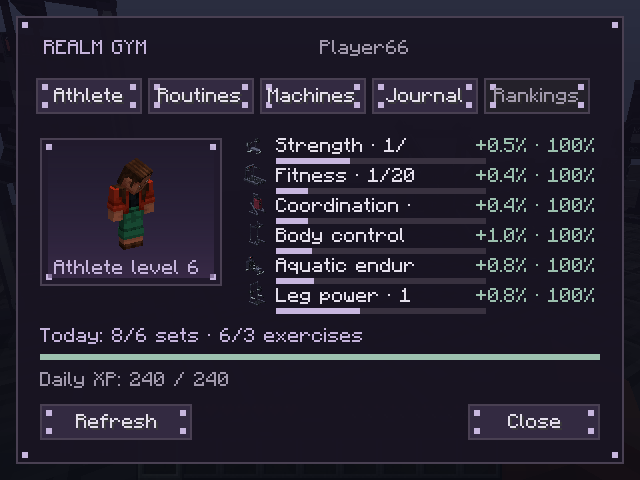 REALM GYM Player66
Athlete Routines Machines Journal Rankings
Strength · 1/ +0.5% · 100%
Fitness · 1/20 +0.4% · 100%
Coordination · +0.4% · 100%
Body control +1.0% · 100%
Aquatic endur +0.8% · 100%
Leg power · 1 +0.8% · 100%
Athlete level 6
Today: 8/6 sets · 6/3 exercises
Daily XP: 240 / 240
Refresh Close